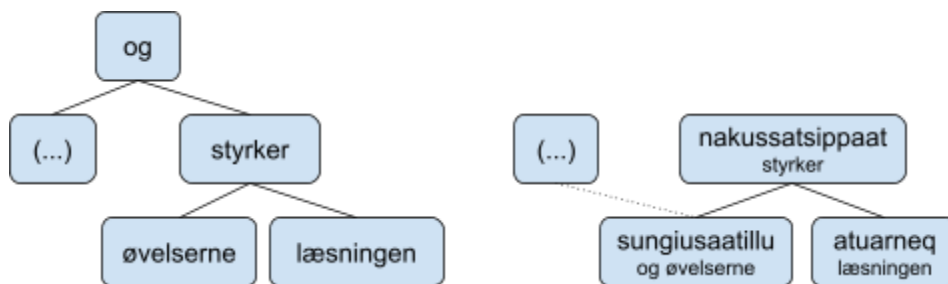 og
(...)
styrker
øvelserne
læsningen
(...)
nakussatsippaat
styrker
sungiusaatillu
og øvelserne
atuarneq
læsningen